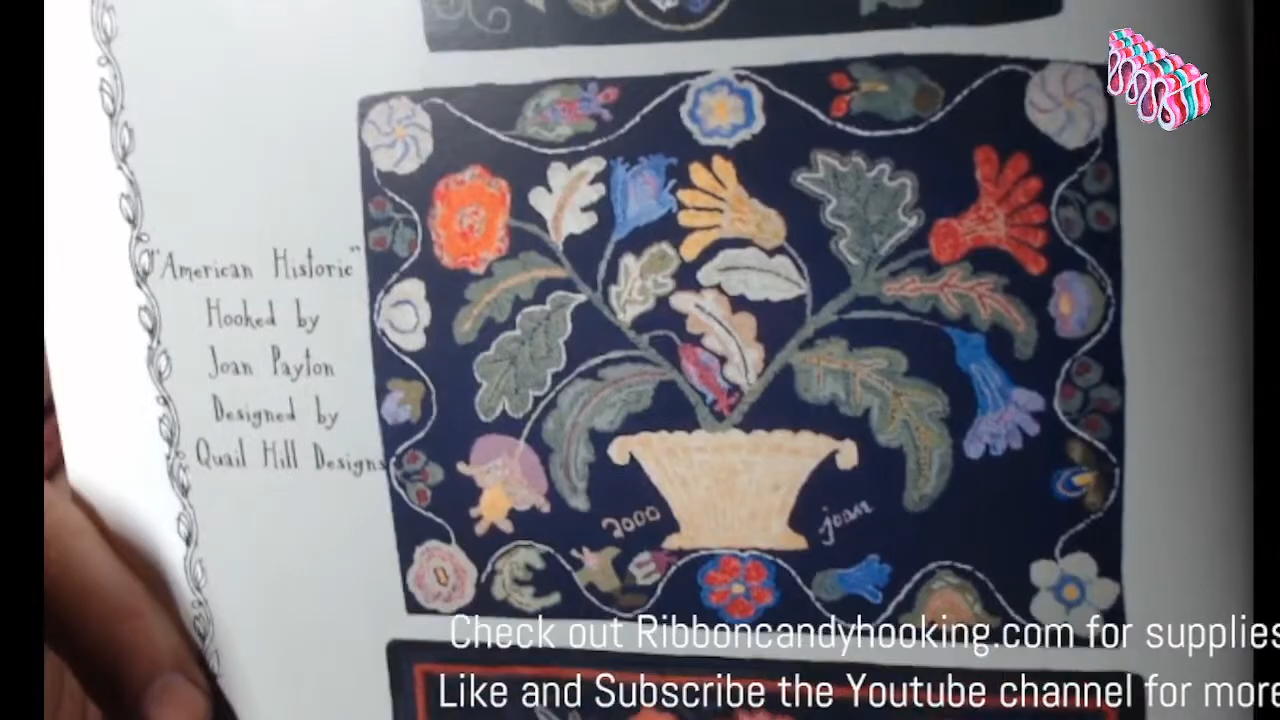 "American Historic"
Hooked by
Joan Payton
Designed by
Quail Hill Designs
2000
joan
Check out Ribboncandyhooking.com for supplies
Like and Subscribe the Youtube channel for more